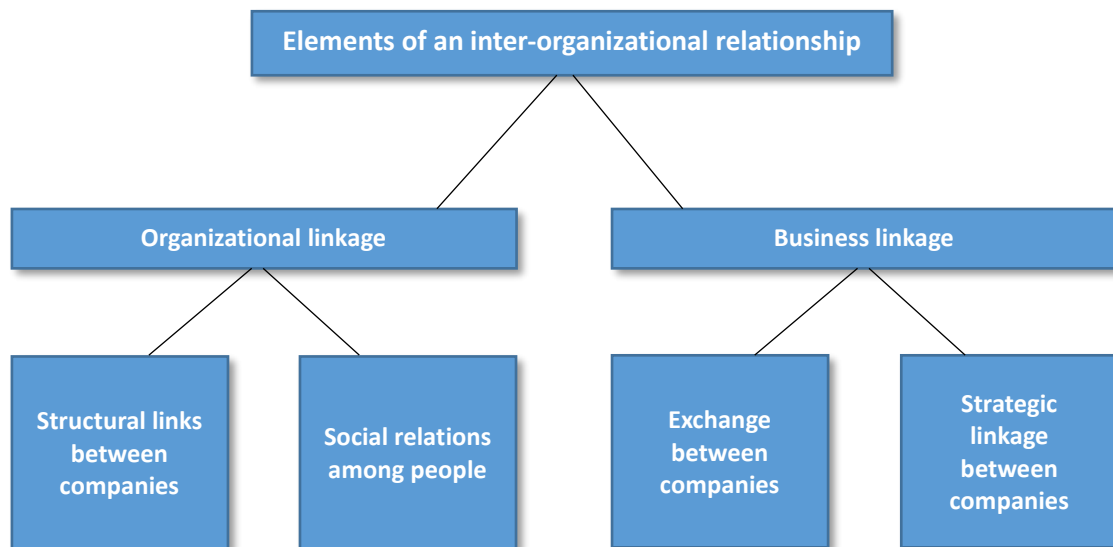 Elements of an inter-organizational relationship
Organizational linkage
Business linkage
Structural links
between
companies
Social relations
among people
Exchange
between
companies
Strategic
linkage
between
companies